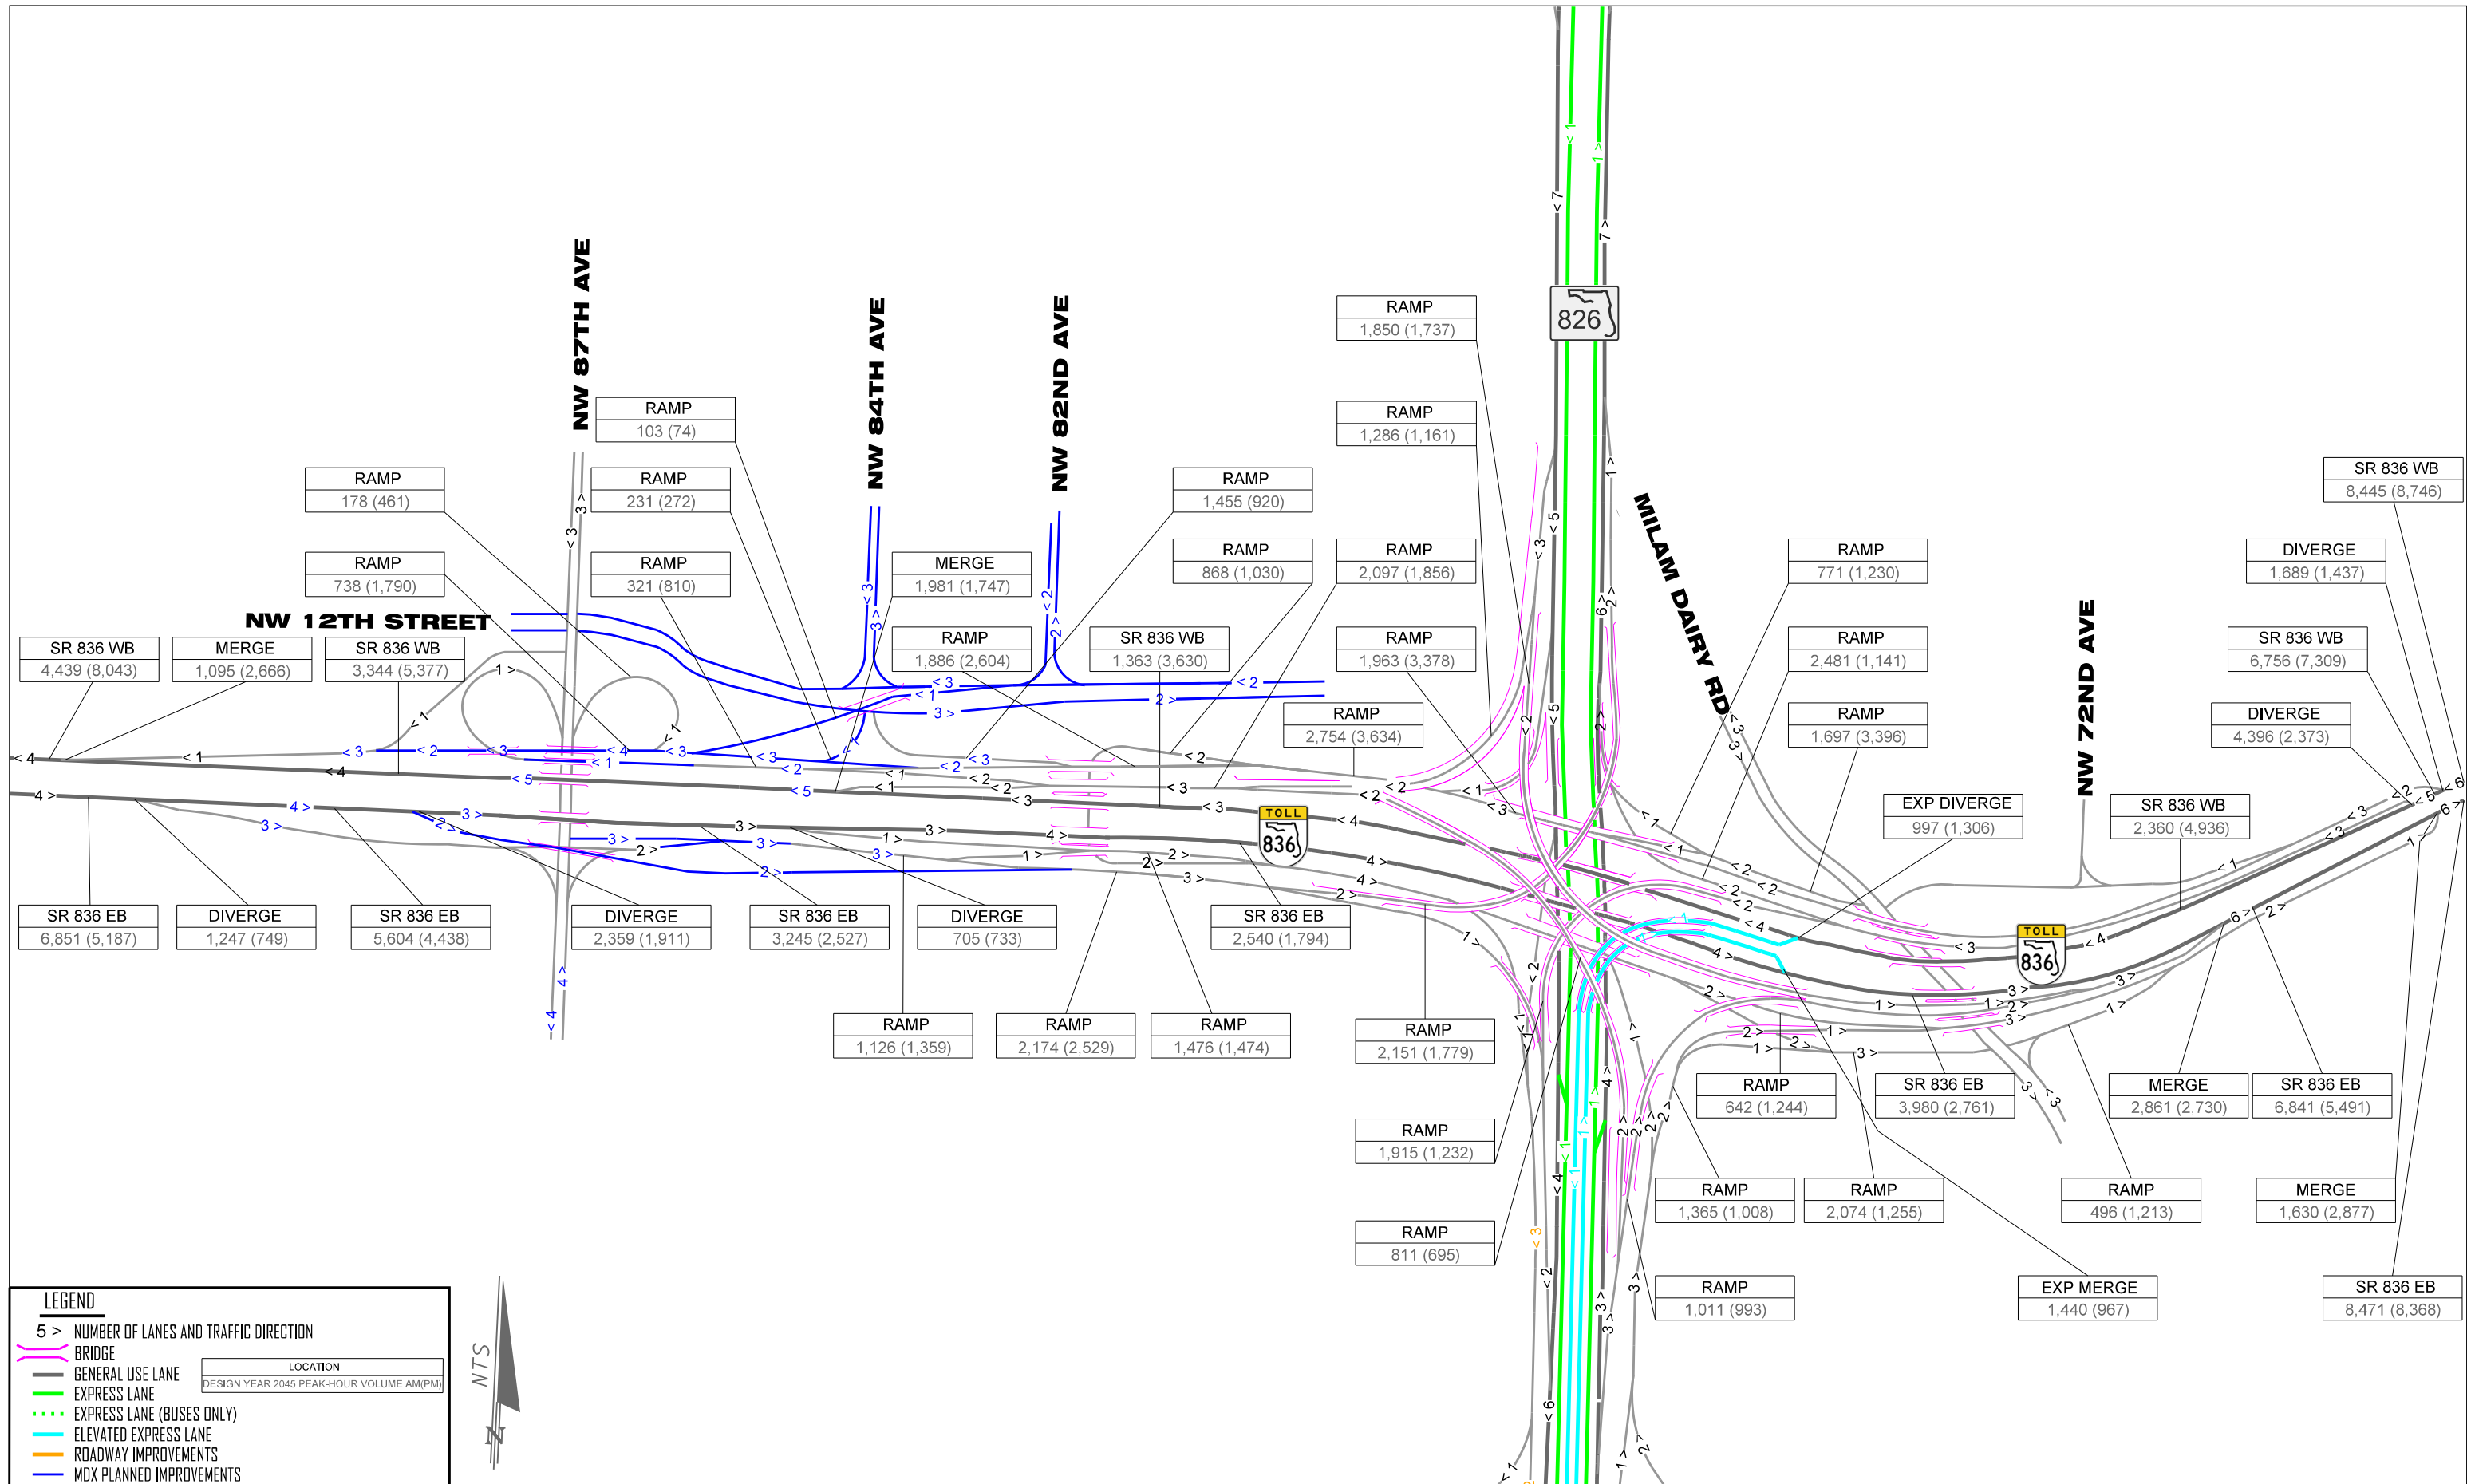 NW 87TH AVE
NW 84TH AVE
NW 82ND AVE
MILAM DAIRY RD
NW 72ND AVE
NW 12TH STREET
826
RAMP
1,850 (1,737)
RAMP
1,286 (1,161)
RAMP
103 (74)
RAMP
178 (461)
RAMP
231 (272)
RAMP
1,455 (920)
SR 836 WB
8,445 (8,746)
RAMP
738 (1,790)
RAMP
321 (810)
MERGE
1,981 (1,747)
RAMP
868 (1,030)
RAMP
2,097 (1,856)
RAMP
771 (1,230)
DIVERGE
1,689 (1,437)
SR 836 WB
4,439 (8,043)
MERGE
1,095 (2,666)
SR 836 WB
3,344 (5,377)
RAMP
1,886 (2,604)
SR 836 WB
1,363 (3,630)
RAMP
1,963 (3,378)
RAMP
2,481 (1,141)
SR 836 WB
6,756 (7,309)
RAMP
2,754 (3,634)
RAMP
1,697 (3,396)
DIVERGE
4,396 (2,373)
EXP DIVERGE
997 (1,306)
SR 836 WB
2,360 (4,936)
TOLL
836
TOLL
836
SR 836 EB
6,851 (5,187)
DIVERGE
1,247 (749)
SR 836 EB
5,604 (4,438)
DIVERGE
2,359 (1,911)
SR 836 EB
3,245 (2,527)
DIVERGE
705 (733)
SR 836 EB
2,540 (1,794)
RAMP
1,126 (1,359)
RAMP
2,174 (2,529)
RAMP
1,476 (1,474)
RAMP
2,151 (1,779)
RAMP
642 (1,244)
SR 836 EB
3,980 (2,761)
MERGE
2,861 (2,730)
SR 836 EB
6,841 (5,491)
RAMP
1,915 (1,232)
RAMP
1,365 (1,008)
RAMP
2,074 (1,255)
RAMP
496 (1,213)
MERGE
1,630 (2,877)
RAMP
811 (695)
RAMP
1,011 (993)
EXP MERGE
1,440 (967)
SR 836 EB
8,471 (8,368)
LEGEND
5 > NUMBER OF LANES AND TRAFFIC DIRECTION
BRIDGE
GENERAL USE LANE
LOCATION
DESIGN YEAR 2045 PEAK-HOUR VOLUME AM(PM)
EXPRESS LANE
EXPRESS LANE (BUSES ONLY)
ELEVATED EXPRESS LANE
ROADWAY IMPROVEMENTS
MDX PLANNED IMPROVEMENTS
NTS
N